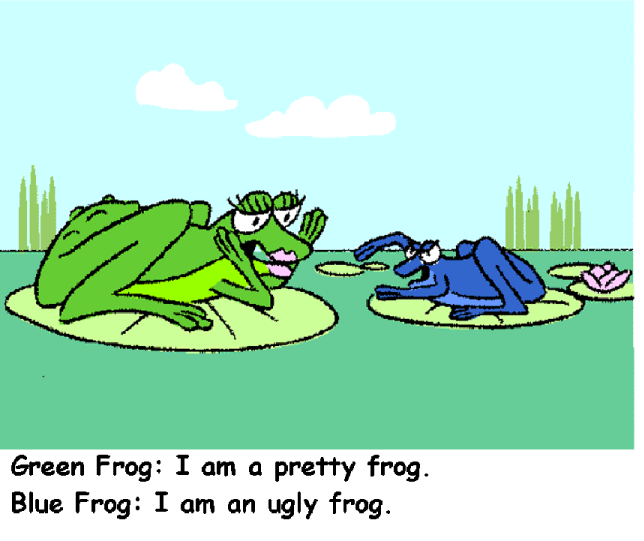 Green Frog: I am a pretty frog.
Blue Frog: I am an ugly frog.